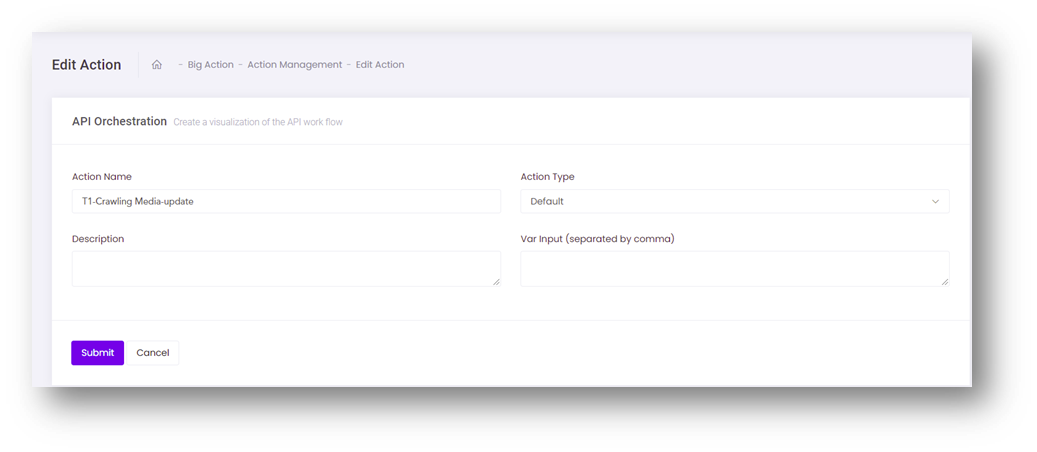 Edit Action - Big Action - Action Management - Edit Action
API Orchestration Create a visualization of the API work flow
Action Name Action Type
T1-Crawling Media-update Default
Description Var Input (separated by comma)
Submit Cancel